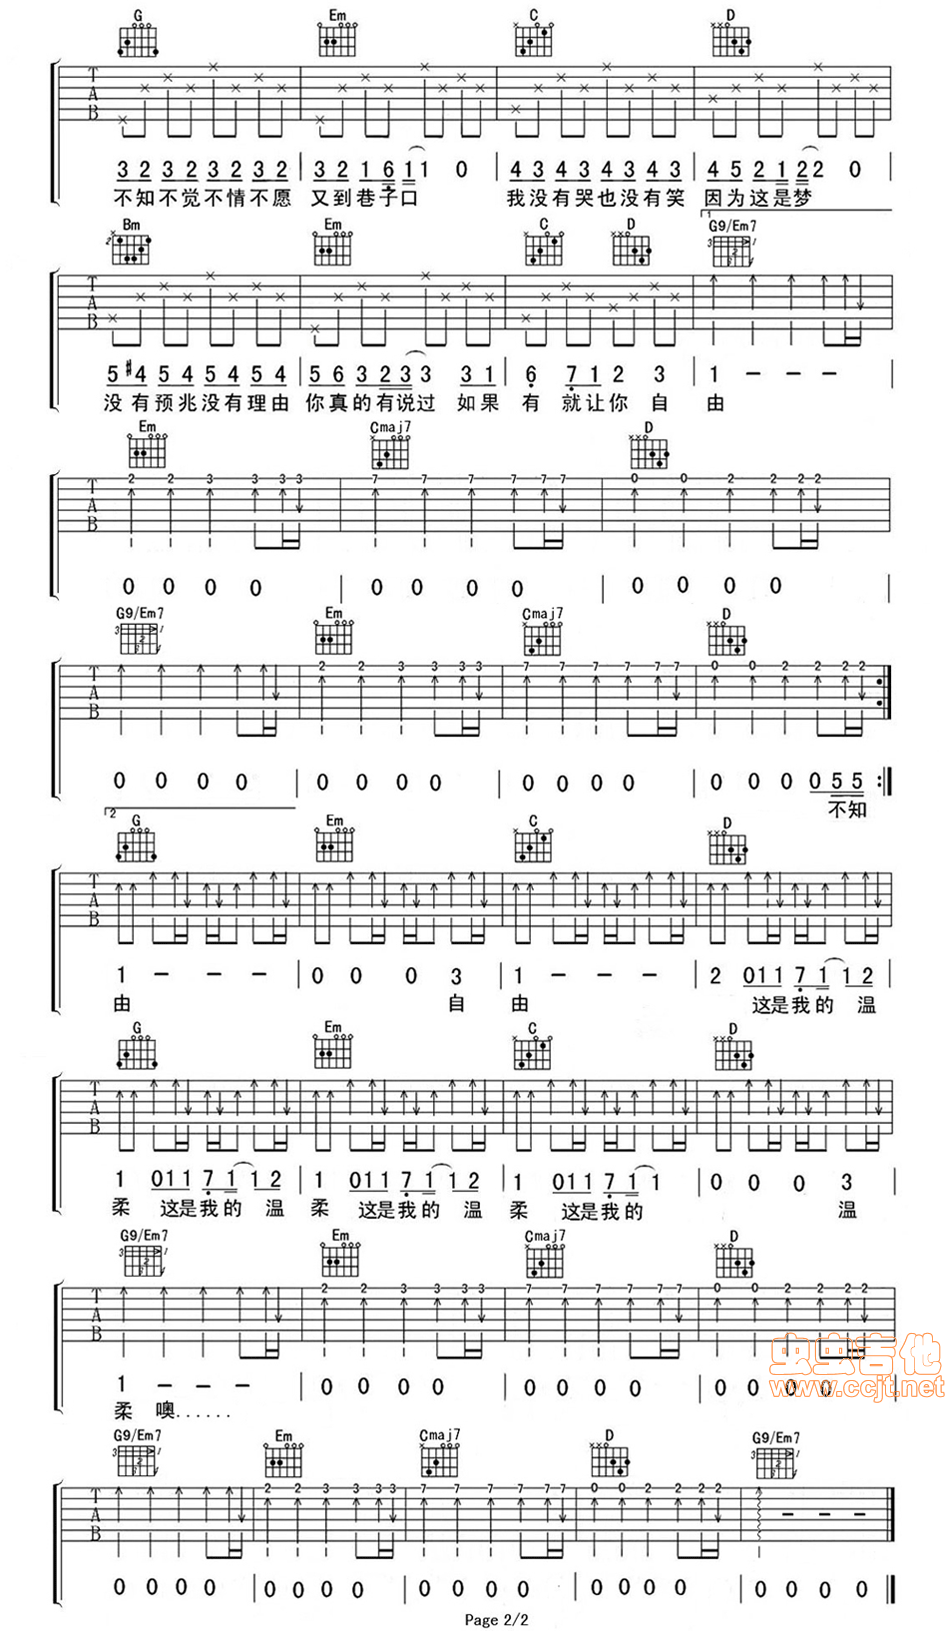 G Em C D
T A B
3 2 3 2 3 2 3 2 | 3 2 1 6 1 1 0 | 4 3 4 3 4 3 4 3 | 4 5 2 1 2 2 0 |
不知不觉不情不愿 又到巷子口 我没有哭也没有笑 因为这是梦
1
Bm Em C D G9/Em7
T A B
5 #4 5 4 5 4 5 4 | 5 6 3 2 3 3 3 1 | 6 7 1 2 3 | 1 - - - |
没有预兆没有理由 你真的有说过 如果 有 就让你 自 由
Em Cmaj7 D
T A B 2 2 3 3 3 3 7 7 7 7 7 7 0 0 2 2 2 2
0 0 0 0 | 0 0 0 0 | 0 0 0 0 |
G9/Em7 Em Cmaj7 D
T A B 2 2 3 3 3 3 7 7 7 7 7 7 0 0 2 2 2 2
0 0 0 0 | 0 0 0 0 | 0 0 0 0 | 0 0 0 0 5 5 :||
不知
2
G Em C D
T A B
1 - - - | 0 0 0 3 | 1 - - - | 2 0 1 1 7 1 1 2 |
由 自 由 这是我的 温
G Em C D
T A B
1 0 1 1 7 1 1 2 | 1 0 1 1 7 1 1 2 | 1 0 1 1 7 1 1 | 0 0 0 3 |
柔 这是我的 温 柔 这是我的 温 柔 这是我的 温
G9/Em7 Em Cmaj7 D
T A B 2 2 3 3 3 3 7 7 7 7 7 7 0 0 2 2 2 2
1 - - - | 0 0 0 0 | 0 0 0 0 | 0 0 0 0 |
柔 噢......
虫虫吉他
www.ccjt.net
G9/Em7 Em Cmaj7 D G9/Em7
T A B 2 2 3 3 3 3 7 7 7 7 7 7 0 0 2 2 2 2 - - -
0 0 0 0 | 0 0 0 0 | 0 0 0 0 | 0 0 0 0 | 0 0 0 0 ||
Page 2/2